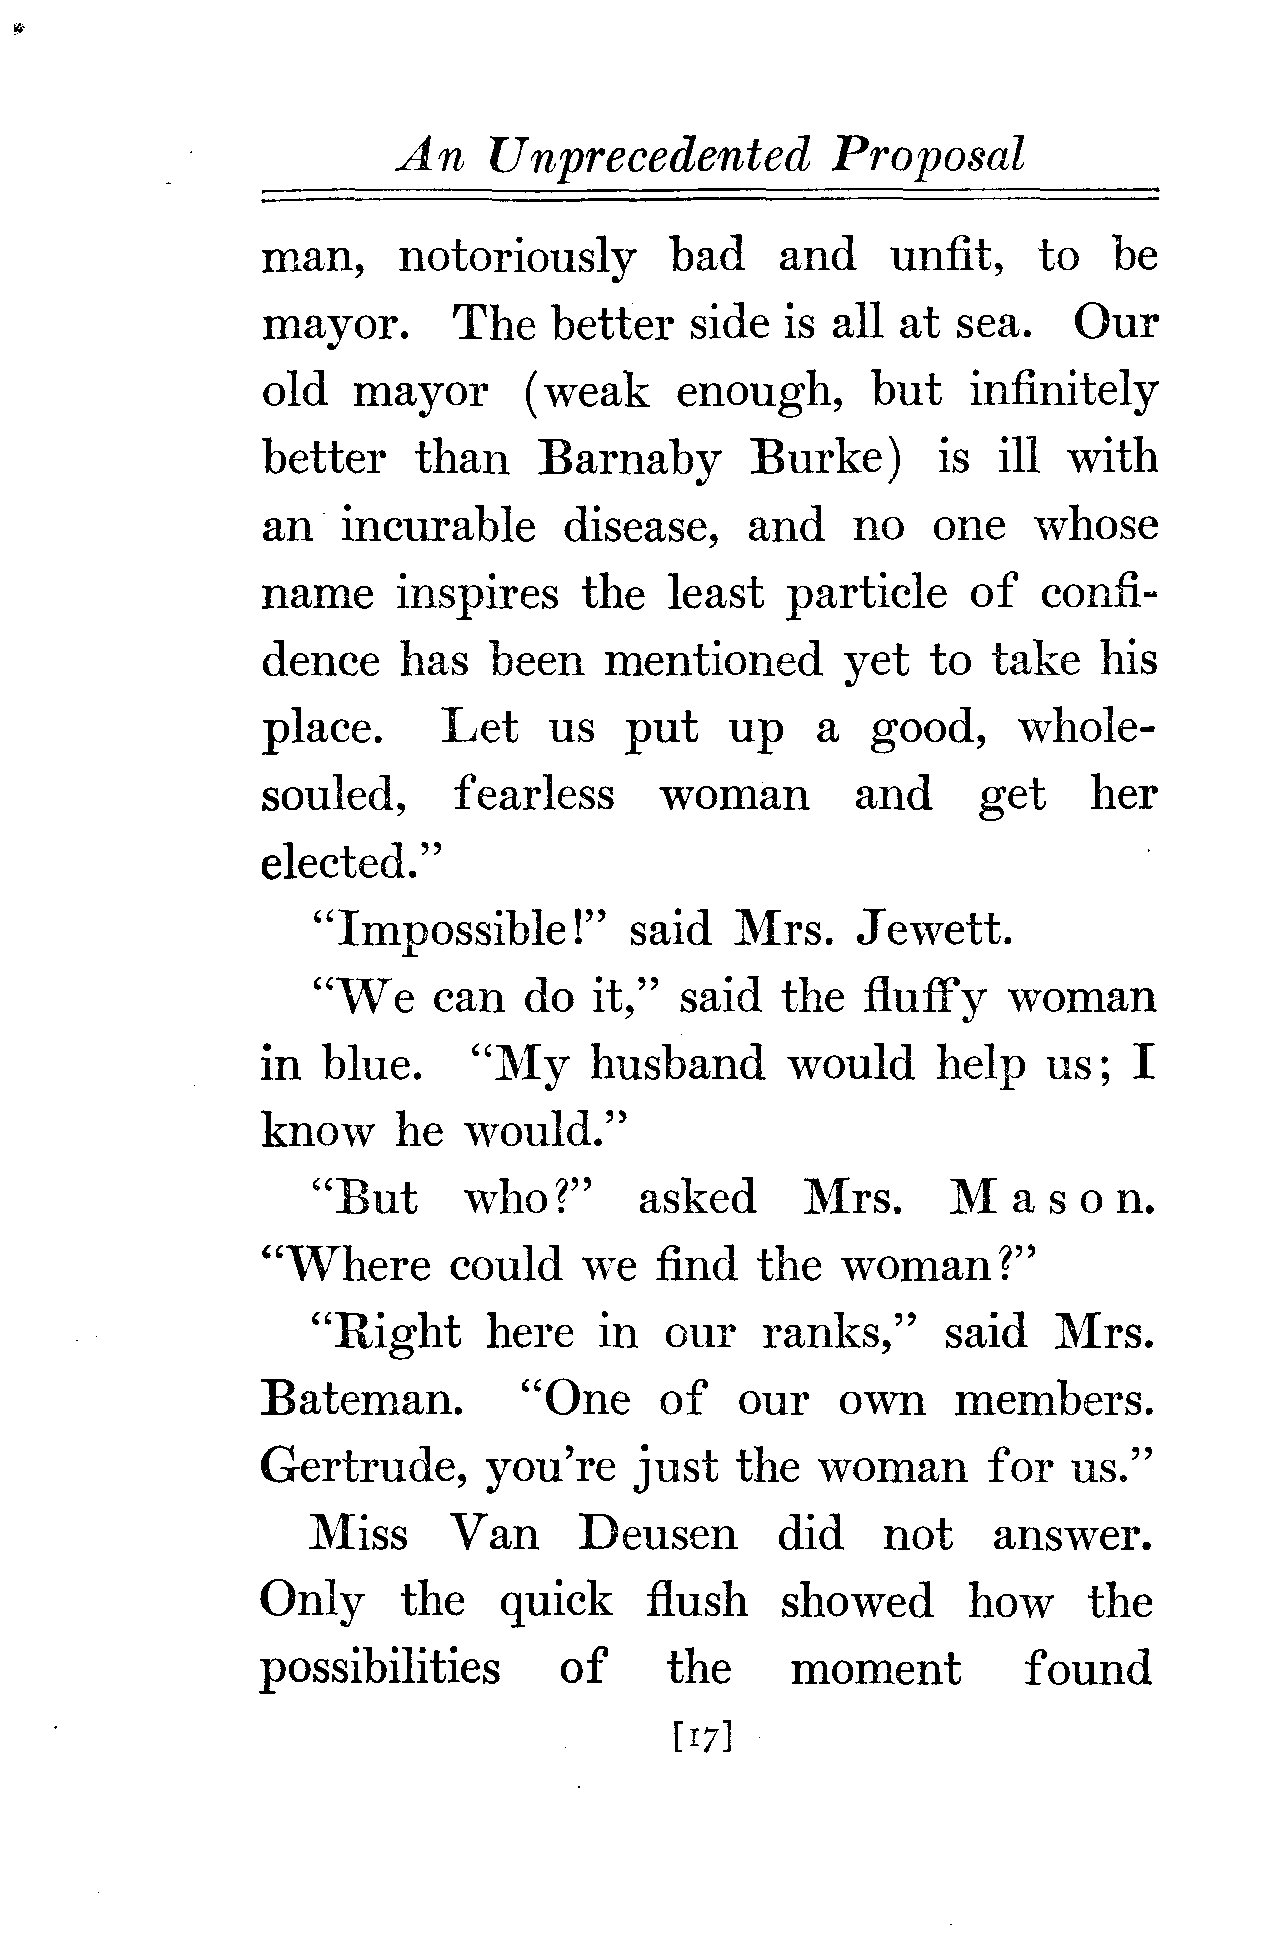 An Unprecedented Proposal
man, notoriously bad and unfit, to be
mayor. The better side is all at sea. Our
old mayor (weak enough, but infinitely
better than Barnaby Burke) is ill with
an incurable disease, and no one whose
name inspires the least particle of confi-
dence has been mentioned yet to take his
place. Let us put up a good, whole-
souled, fearless woman and get her
elected.”
“Impossible!” said Mrs. Jewett.
“We can do it,” said the fluffy woman
in blue. “My husband would help us; I
know he would.”
“But who?” asked Mrs. Mason.
“Where could we find the woman?”
“Right here in our ranks,” said Mrs.
Bateman. “One of our own members.
Gertrude, you’re just the woman for us.”
Miss Van Deusen did not answer.
Only the quick flush showed how the
possibilities of the moment found
[17]